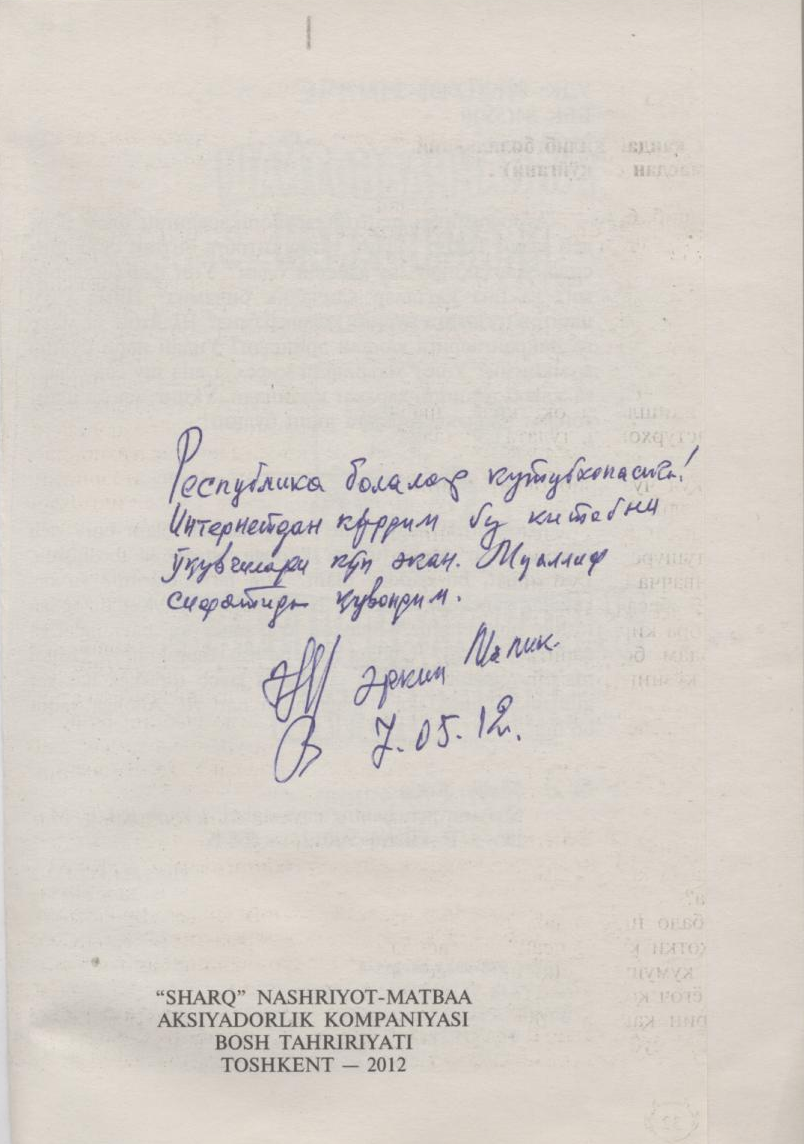 Республика болалар кутубхонасига!
Интернетдан кўрдим бу китобни
ўқувчилари кўп экан. Муаллиф
сифатида қувондим.
Эркин Малик.
7.05.12.
“SHARQ” NASHRIYOT-MATBAA
AKSIYADORLIK KOMPANIYASI
BOSH TAHRIRIYATI
TOSHKENT — 2012